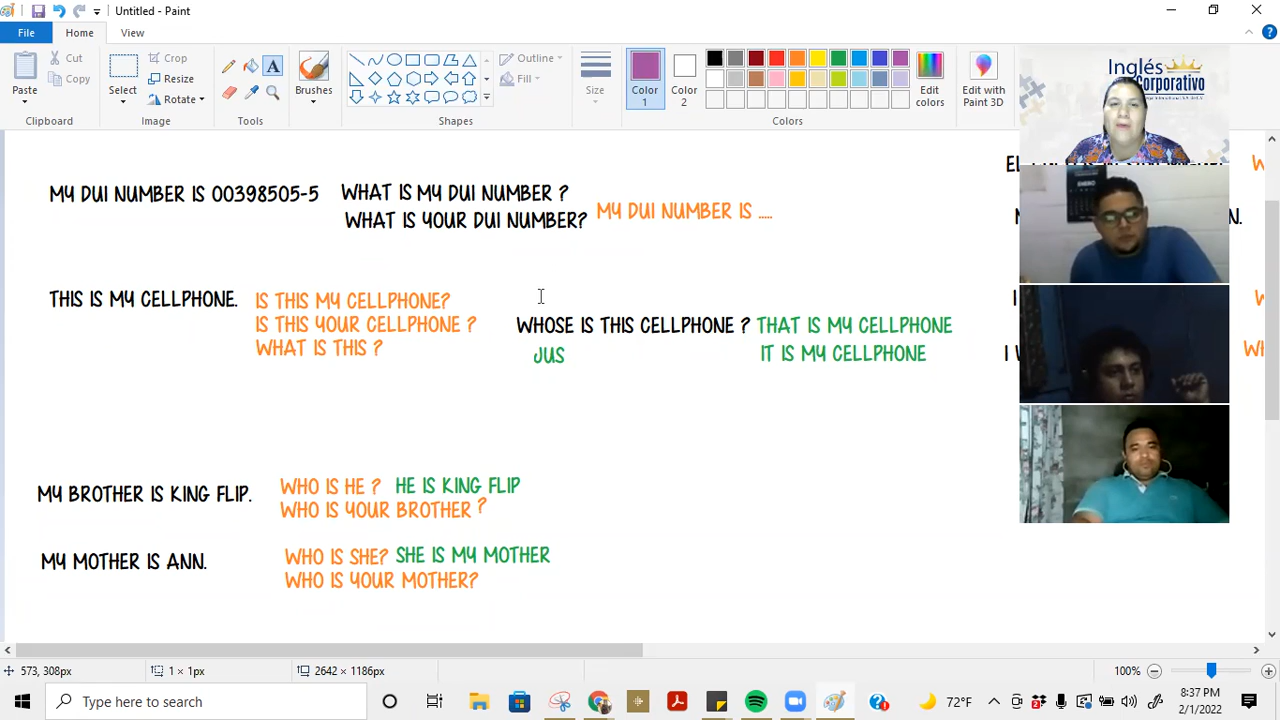 Untitled - Paint
File
Home
View
Paste
Cut
Copy
Clipboard
Select
Crop
Resize
Rotate
Image
Tools
Brushes
Shapes
Outline
Fill
Size
Color 1
Color 2
Edit colors
Edit with Paint 3D
Colors
Inglés
Corporativo
MY DUI NUMBER IS 00398505-5
WHAT IS MY DUI NUMBER ?
WHAT IS YOUR DUI NUMBER?
MY DUI NUMBER IS .....
N.
THIS IS MY CELLPHONE.
IS THIS MY CELLPHONE?
IS THIS YOUR CELLPHONE ?
WHAT IS THIS ?
WHOSE IS THIS CELLPHONE ?
THAT IS MY CELLPHONE
JUS
IT IS MY CELLPHONE
ENERO
MY BROTHER IS KING FLIP.
WHO IS HE ?
HE IS KING FLIP
WHO IS YOUR BROTHER ?
MY MOTHER IS ANN.
WHO IS SHE?
SHE IS MY MOTHER
WHO IS YOUR MOTHER?
573, 308px
1 × 1px
2642 × 1186px
100%
Type here to search
72°F
8:37 PM
2/1/2022